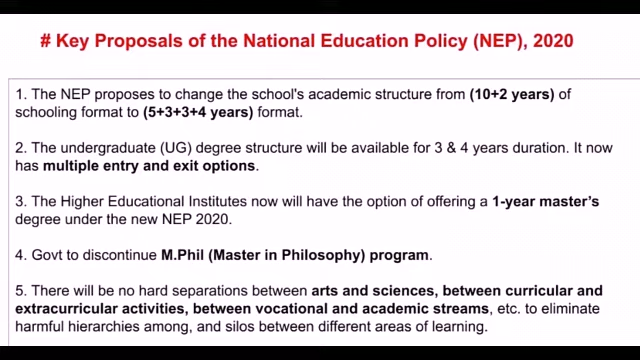 # Key Proposals of the National Education Policy (NEP), 2020
1. The NEP proposes to change the school's academic structure from (10+2 years) of
schooling format to (5+3+3+4 years) format.
2. The undergraduate (UG) degree structure will be available for 3 & 4 years duration. It now
has multiple entry and exit options.
3. The Higher Educational Institutes now will have the option of offering a 1-year master's
degree under the new NEP 2020.
4. Govt to discontinue M.Phil (Master in Philosophy) program.
5. There will be no hard separations between arts and sciences, between curricular and
extracurricular activities, between vocational and academic streams, etc. to eliminate
harmful hierarchies among, and silos between different areas of learning.